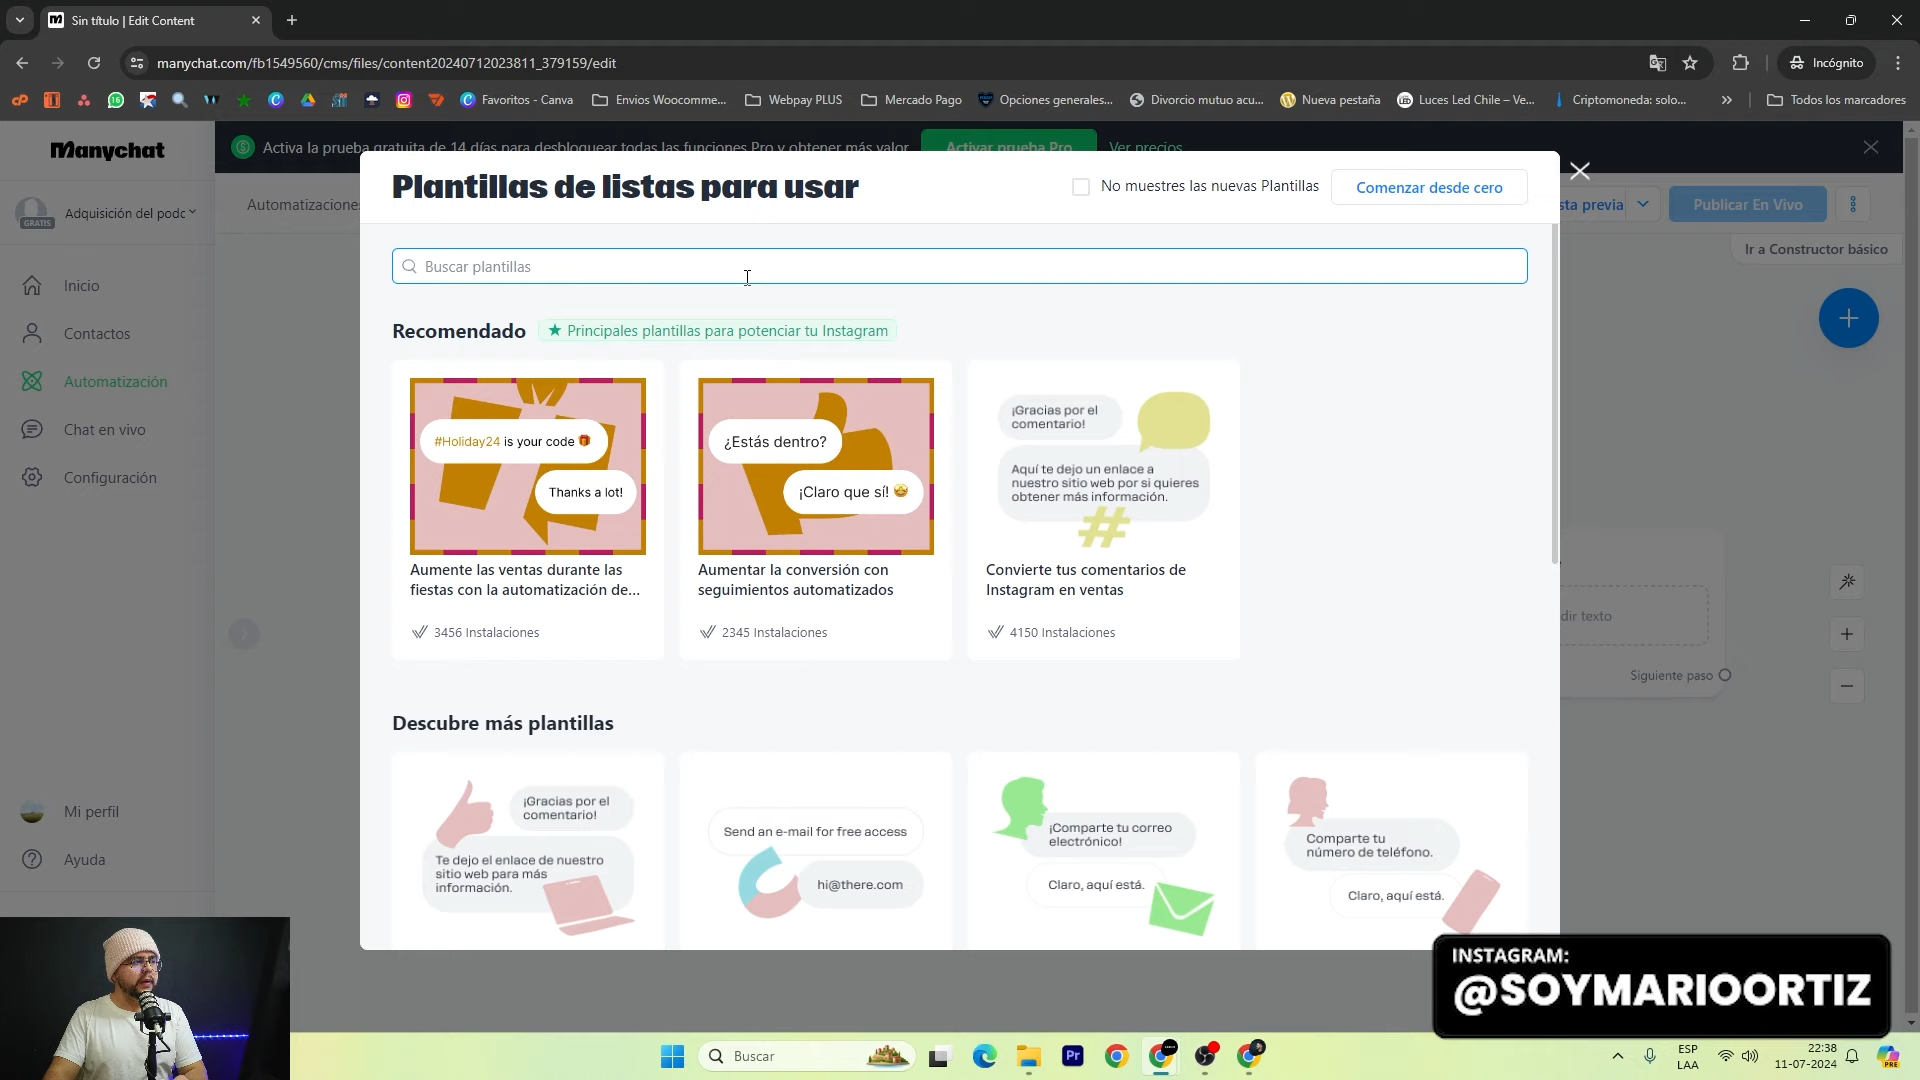 Sin título | Edit Content
manychat.com/fb1549560/cms/files/content20240712023811_379159/edit
Incógnito
Favoritos - Canva
Envios Woocomme...
Webpay PLUS
Mercado Pago
Opciones generales...
Divorcio mutuo acu...
Nueva pestaña
Luces Led Chile – Ve...
Criptomoneda: solo...
»
Todos los marcadores
Manychat
Activa la prueba gratuita de 14 días para desbloquear todas las funciones Pro y obtener más valor
Activar prueba Pro
Ver precios
Adquisición del podc
GRATIS
Automatizaciones
Plantillas de listas para usar
No muestres las nuevas Plantillas
Comenzar desde cero
sta previa
Publicar En Vivo
Ir a Constructor básico
Inicio
Contactos
Automatización
Chat en vivo
Configuración
Mi perfil
Ayuda
Buscar plantillas
Recomendado
Principales plantillas para potenciar tu Instagram
#Holiday24 is your code
Thanks a lot!
Aumente las ventas durante las
fiestas con la automatización de...
3456 Instalaciones
¿Estás dentro?
¡Claro que sí!
Aumentar la conversión con
seguimientos automatizados
2345 Instalaciones
¡Gracias por el
comentario!
Aquí te dejo un enlace a
nuestro sitio web por si quieres
obtener más información.
#
Convierte tus comentarios de
Instagram en ventas
4150 Instalaciones
dir texto
Siguiente paso
Descubre más plantillas
¡Gracias por el
comentario!
Te dejo el enlace de nuestro
sitio web para más
información.
Send an e-mail for free access
hi@there.com
¡Comparte tu correo
electrónico!
Claro, aquí está.
Comparte tu
número de teléfono.
Claro, aquí está.
INSTAGRAM:
@SOYMARIOORTIZ
Buscar
Pr
ESP
LAA
22:38
11-07-2024
PRE